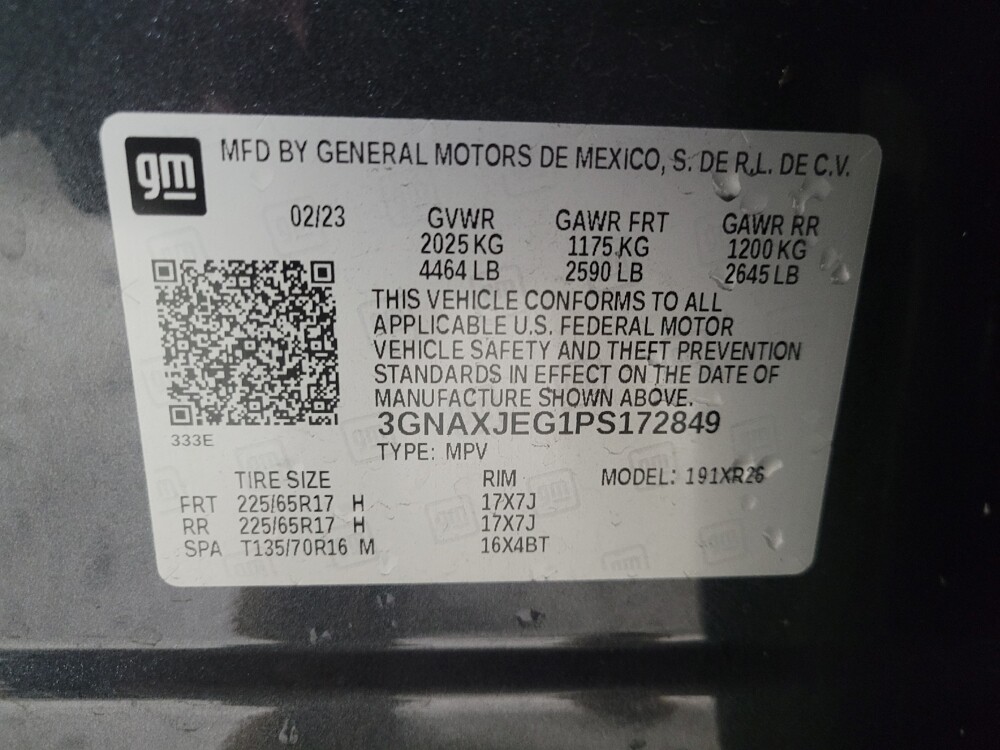 gm
MFD BY GENERAL MOTORS DE MEXICO, S. DE R.L. DE C.V.
02/23 GVWR GAWR FRT GAWR RR
2025 KG 1175 KG 1200 KG
4464 LB 2590 LB 2645 LB
THIS VEHICLE CONFORMS TO ALL
APPLICABLE U.S. FEDERAL MOTOR
VEHICLE SAFETY AND THEFT PREVENTION
STANDARDS IN EFFECT ON THE DATE OF
MANUFACTURE SHOWN ABOVE.
3GNAXJEG1PS172849
333E
TYPE: MPV
TIRE SIZE RIM MODEL: 191XR26
FRT 225/65R17 H 17X7J
RR 225/65R17 H 17X7J
SPA T135/70R16 M 16X4BT